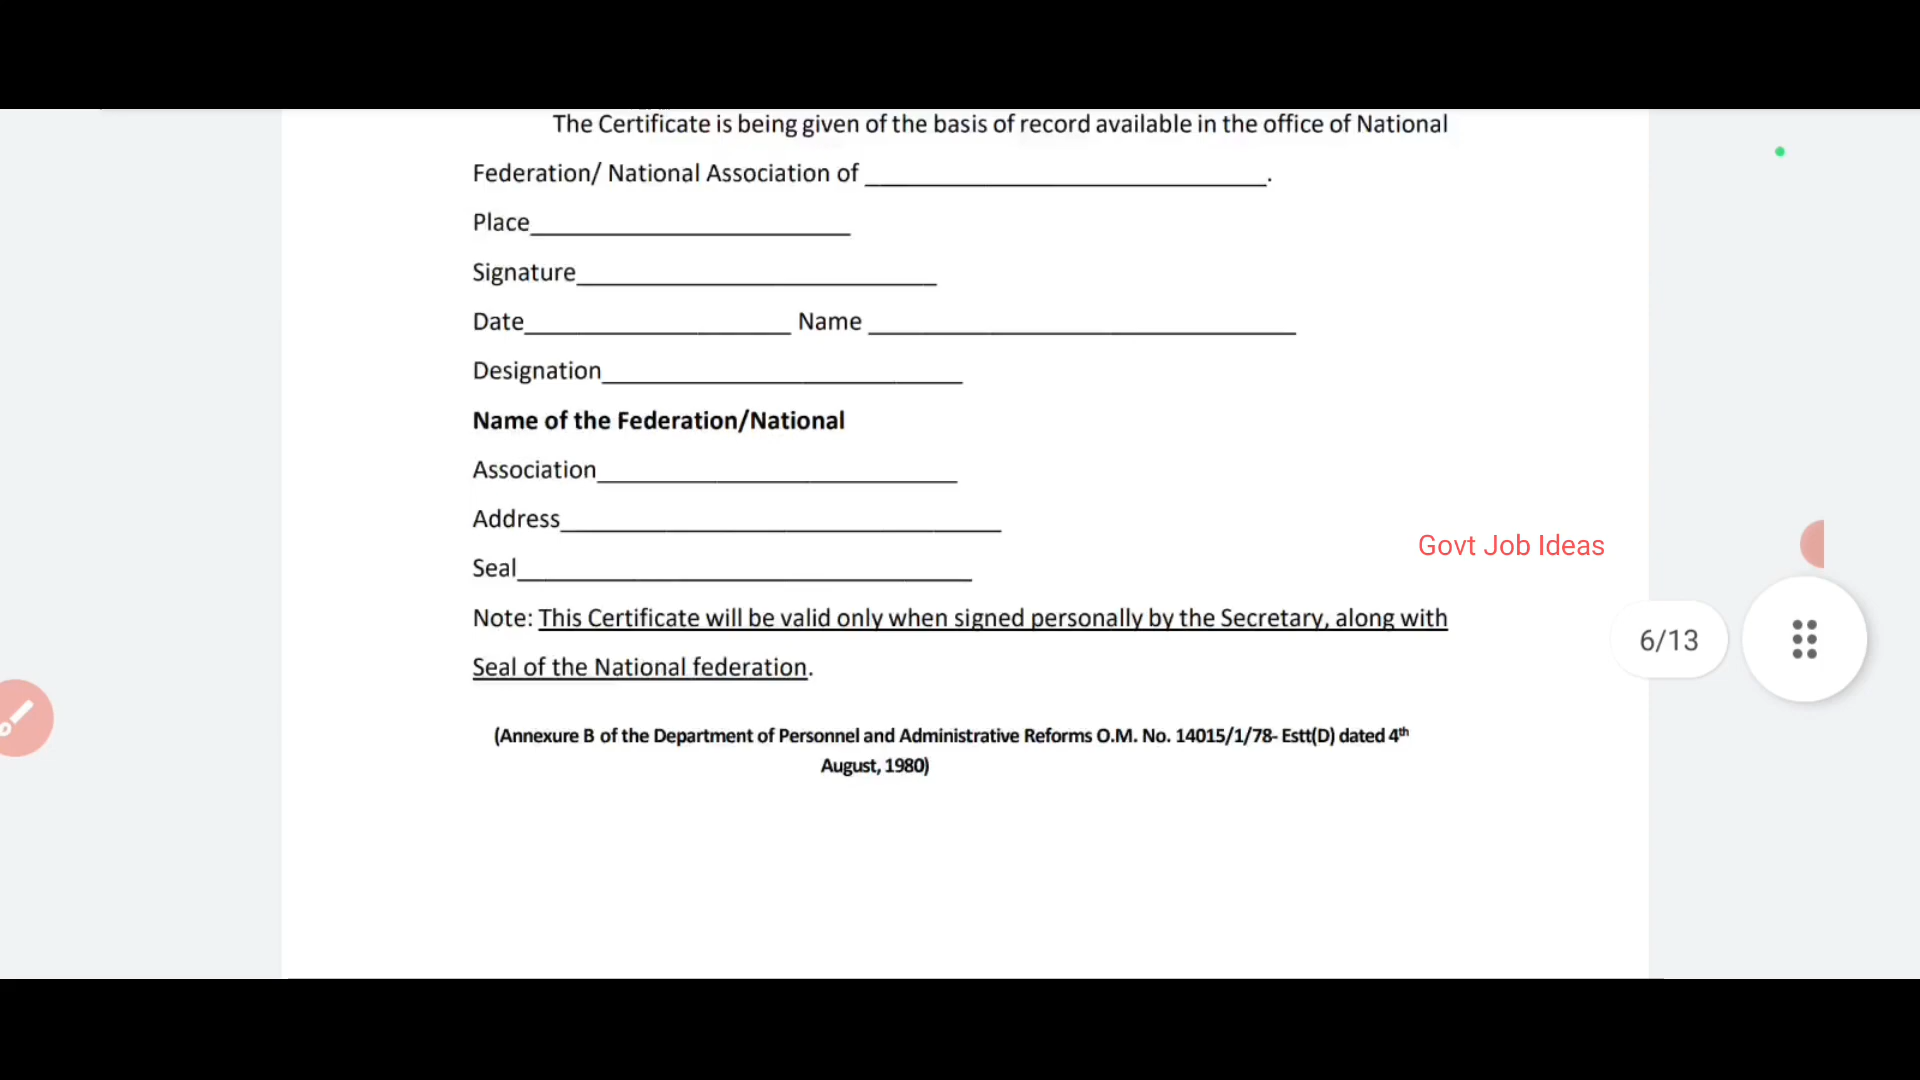 The Certificate is being given of the basis of record available in the office of National
Federation/ National Association of ______________________________.
Place________________________
Signature___________________________
Date____________________ Name ________________________________
Designation___________________________
Name of the Federation/National
Association___________________________
Address_________________________________
Seal__________________________________
Note: This Certificate will be valid only when signed personally by the Secretary, along with
Seal of the National federation.
(Annexure B of the Department of Personnel and Administrative Reforms O.M. No. 14015/1/78- Estt(D) dated 4th
August, 1980)
Govt Job Ideas
6/13